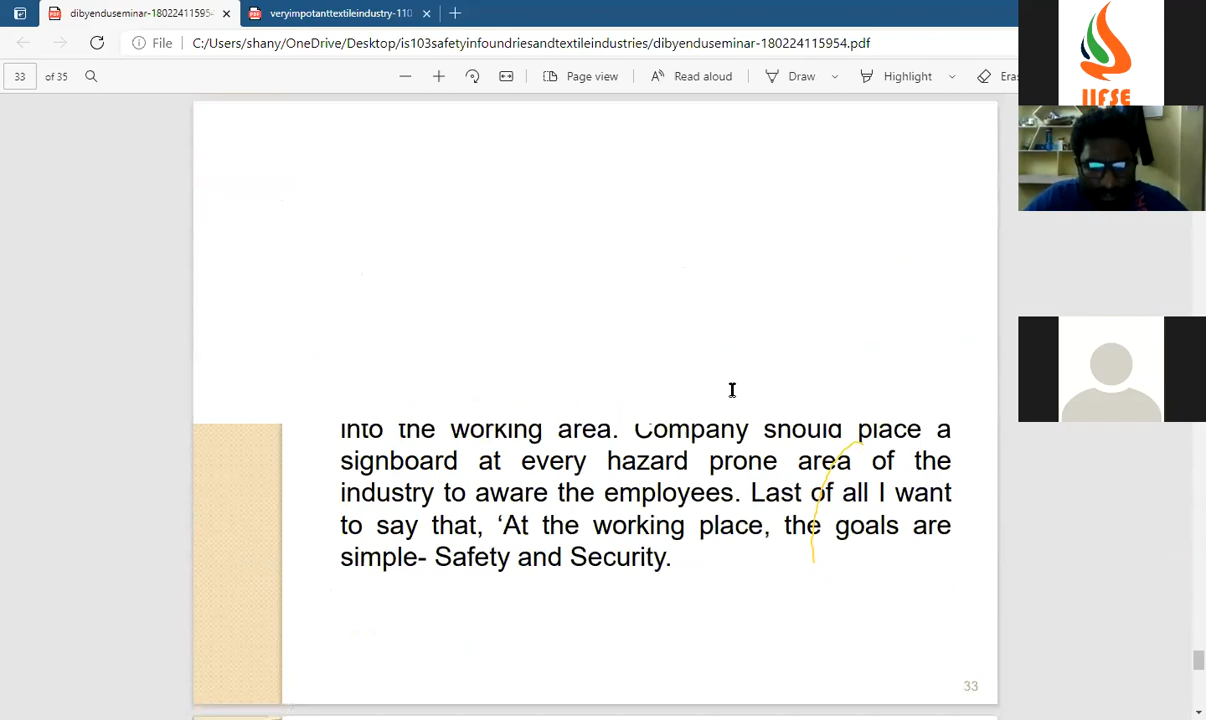 dibyenduseminar-180224115954
veryimpotanttextileindustry-110
File
C:/Users/shany/OneDrive/Desktop/is103safetyinfoundriesandtextileindustries/dibyenduseminar-180224115954.pdf
33 of 35
Page view
Read aloud
Draw
Highlight
Eras
IIFSE
into the working area. Company should place a
signboard at every hazard prone area of the
industry to aware the employees. Last of all I want
to say that, ‘At the working place, the goals are
simple- Safety and Security.
33